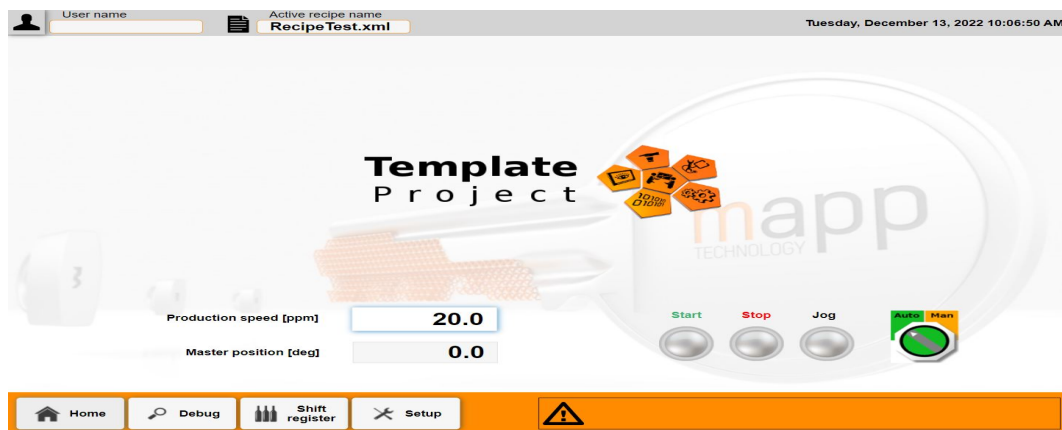 User name
Active recipe name
RecipeTest.xml
Tuesday, December 13, 2022 10:06:50 AM
Template
Project
mapp
TECHNOLOGY
3
Production speed [ppm]
20.0
Start
Stop
Jog
Auto
Man
Master position [deg]
0.0
Home
Debug
Shift
register
Setup